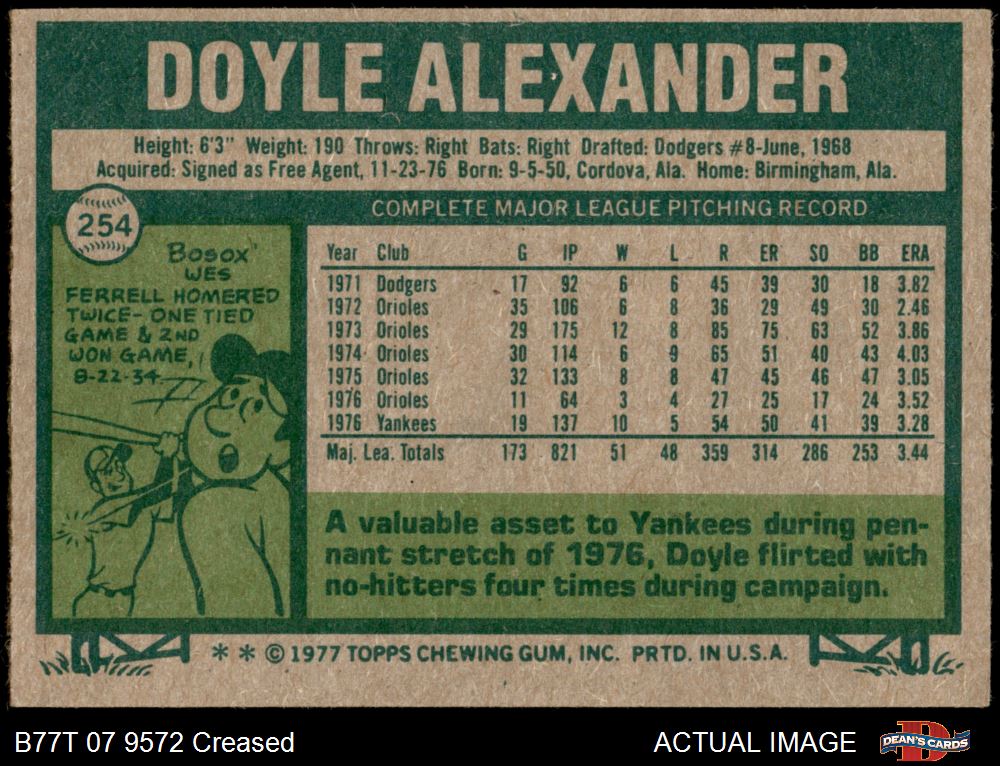 DOYLE ALEXANDER
Height: 6'3" Weight: 190 Throws: Right Bats: Right Drafted: Dodgers #8-June, 1968
Acquired: Signed as Free Agent, 11-23-76 Born: 9-5-50, Cordova, Ala. Home: Birmingham, Ala.
254
COMPLETE MAJOR LEAGUE PITCHING RECORD
BOSOX'
WES
FERRELL HOMERED
TWICE-ONE TIED
GAME & 2ND
WON GAME,
8-22-34
Year Club G IP W L R ER SO BB ERA
1971 Dodgers 17 92 6 6 45 39 30 18 3.82
1972 Orioles 35 106 6 8 36 29 49 30 2.46
1973 Orioles 29 175 12 8 85 75 63 52 3.86
1974 Orioles 30 114 6 9 65 51 40 43 4.03
1975 Orioles 32 133 8 8 47 45 46 47 3.05
1976 Orioles 11 64 3 4 27 25 17 24 3.52
1976 Yankees 19 137 10 5 54 50 41 39 3.28
Maj. Lea. Totals 173 821 51 48 359 314 286 253 3.44
A valuable asset to Yankees during pen-
nant stretch of 1976, Doyle flirted with
no-hitters four times during campaign.
** © 1977 TOPPS CHEWING GUM, INC. PRTD. IN U.S.A.
B77T 07 9572 Creased
ACTUAL IMAGE
D
DEAN'S CARDS